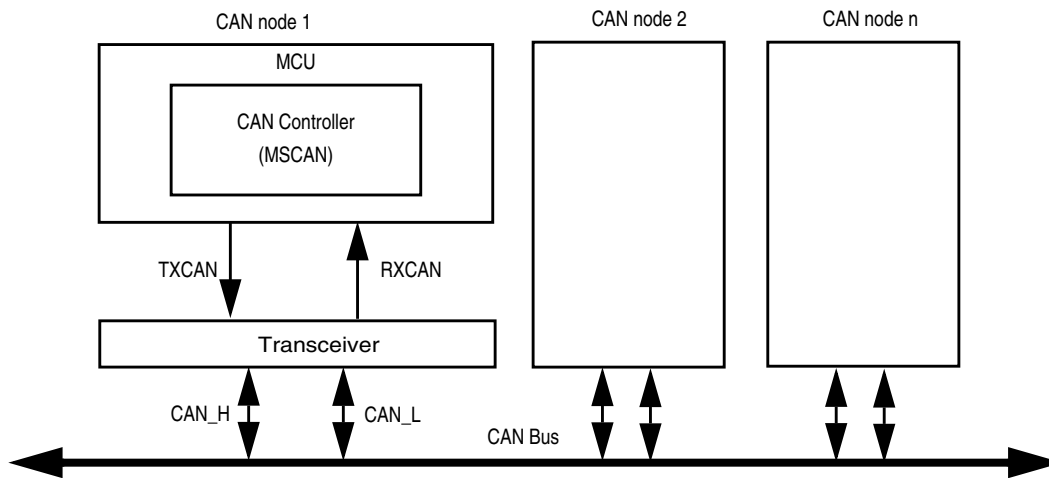 CAN node 1
CAN node 2
CAN node n
MCU
CAN Controller
(MSCAN)
TXCAN
RXCAN
Transceiver
CAN_H
CAN_L
CAN Bus